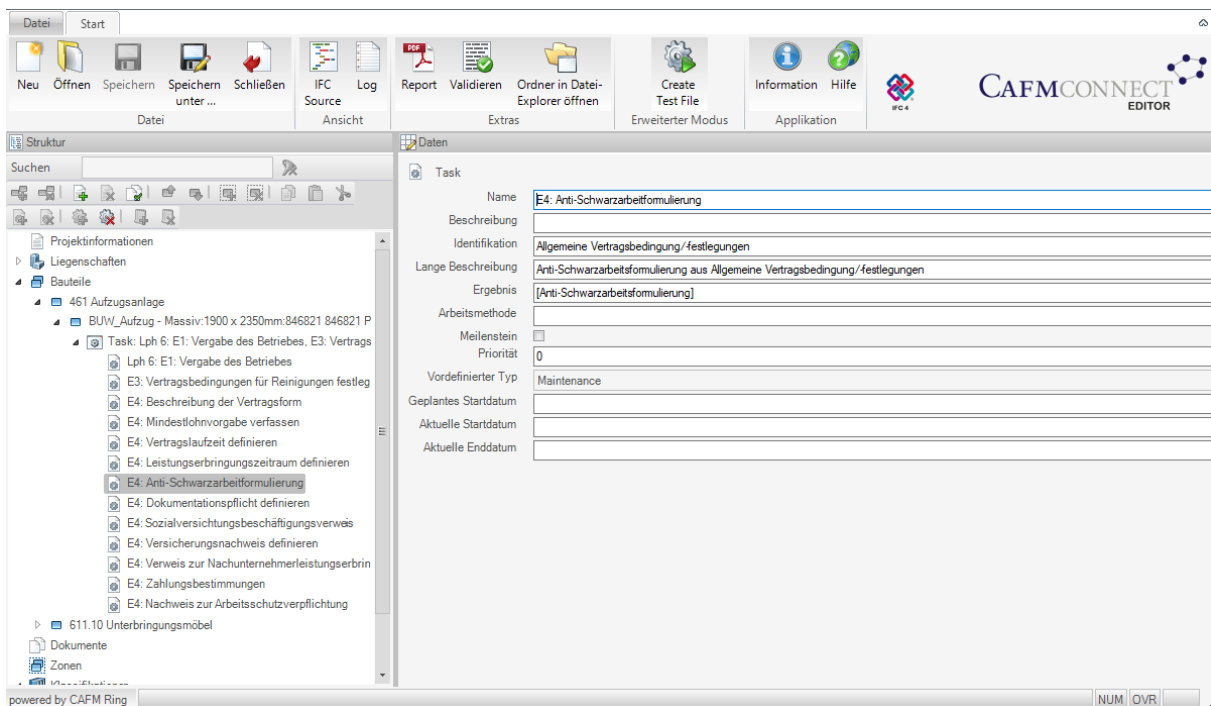 Datei Start
Neu Öffnen Speichern Speichern unter ... Schließen IFC Source Log Report Validieren Ordner in Datei-Explorer öffnen Create Test File Information Hilfe
IFC 4
CAFMCONNECT
EDITOR
Datei Ansicht Extras Erweiterter Modus Applikation
Struktur
Daten
Suchen
Task
Name E4: Anti-Schwarzarbeitformulierung
Beschreibung
Identifikation Allgemeine Vertragsbedingung/-festlegungen
Lange Beschreibung Anti-Schwarzarbeitsformulierung aus Allgemeine Vertragsbedingung/-festlegungen
Ergebnis [Anti-Schwarzarbeitsformulierung]
Arbeitsmethode
Meilenstein
Priorität 0
Vordefinierter Typ Maintenance
Geplantes Startdatum
Aktuelle Startdatum
Aktuelle Enddatum
Projektinformationen
Liegenschaften
Bauteile
461 Aufzugsanlage
BUW_Aufzug - Massiv:1900 x 2350mm:846821 846821 P
Task: Lph 6: E1: Vergabe des Betriebes, E3: Vertrags
Lph 6: E1: Vergabe des Betriebes
E3: Vertragsbedingungen für Reinigungen festleg
E4: Beschreibung der Vertragsform
E4: Mindestlohnvorgabe verfassen
E4: Vertragslaufzeit definieren
E4: Leistungserbringungszeitraum definieren
E4: Anti-Schwarzarbeitformulierung
E4: Dokumentationspflicht definieren
E4: Sozialversichtungsbeschäftigungsverweis
E4: Versicherungsnachweis definieren
E4: Verweis zur Nachunternehmerleistungserbrin
E4: Zahlungsbestimmungen
E4: Nachweis zur Arbeitsschutzverpflichtung
611.10 Unterbringungsmöbel
Dokumente
Zonen
powered by CAFM Ring
NUM OVR